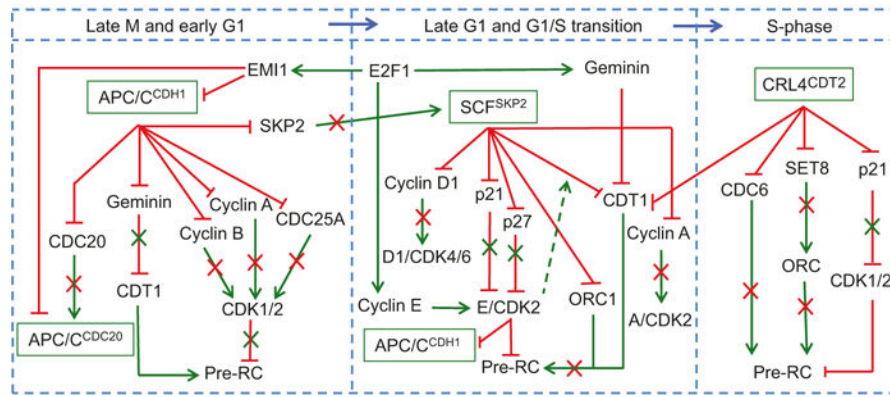 Late M and early G1
Late G1 and G1/S transition
S-phase
EMI1
E2F1
Geminin
APC/C^CDH1
SCF^SKP2
CRL4^CDT2
SKP2
Geminin
Cyclin A
CDC25A
Cyclin B
CDC20
CDT1
CDK1/2
APC/C^CDC20
Pre-RC
Cyclin D1
p21
p27
CDT1
Cyclin A
D1/CDK4/6
Cyclin E
E/CDK2
ORC1
A/CDK2
APC/C^CDH1
Pre-RC
CDC6
SET8
p21
ORC
CDK1/2
Pre-RC